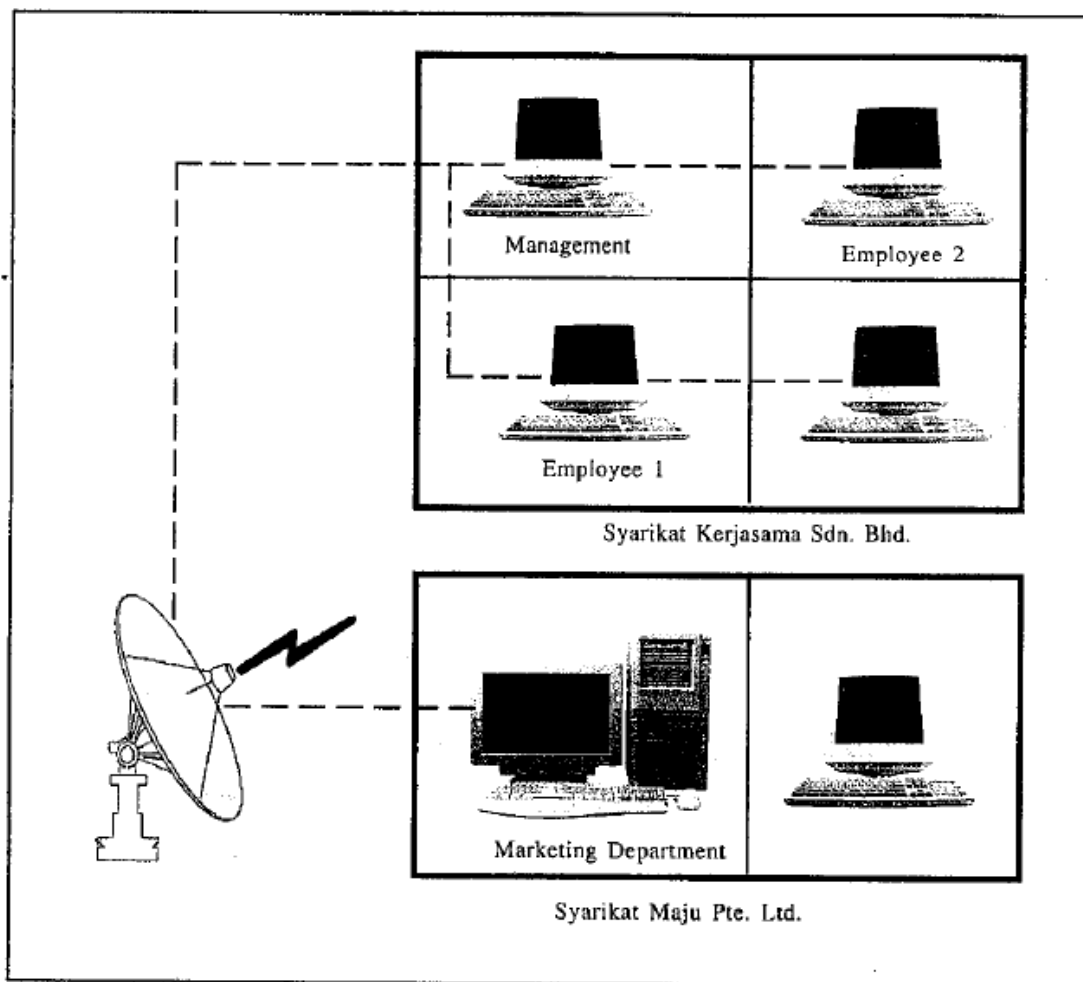 Management
Employee 2
Employee 1
Syarikat Kerjasama Sdn. Bhd.
Marketing Department
Syarikat Maju Pte. Ltd.